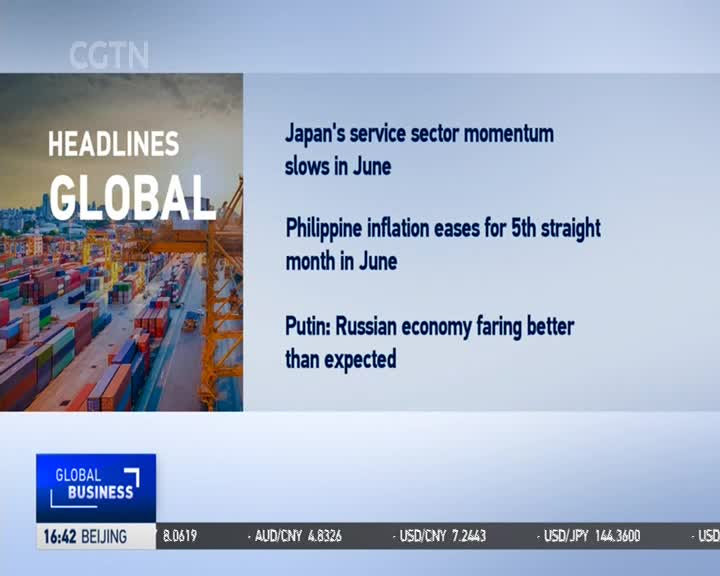 CGTN
HEADLINES
GLOBAL
Japan's service sector momentum
slows in June
Philippine inflation eases for 5th straight
month in June
Putin: Russian economy faring better
than expected
GLOBAL
BUSINESS
16:42 BEIJING 8.0619 · AUD/CNY 4.8326 · USD/CNY 7.2443 · USD/JPY 144.3600 · USD